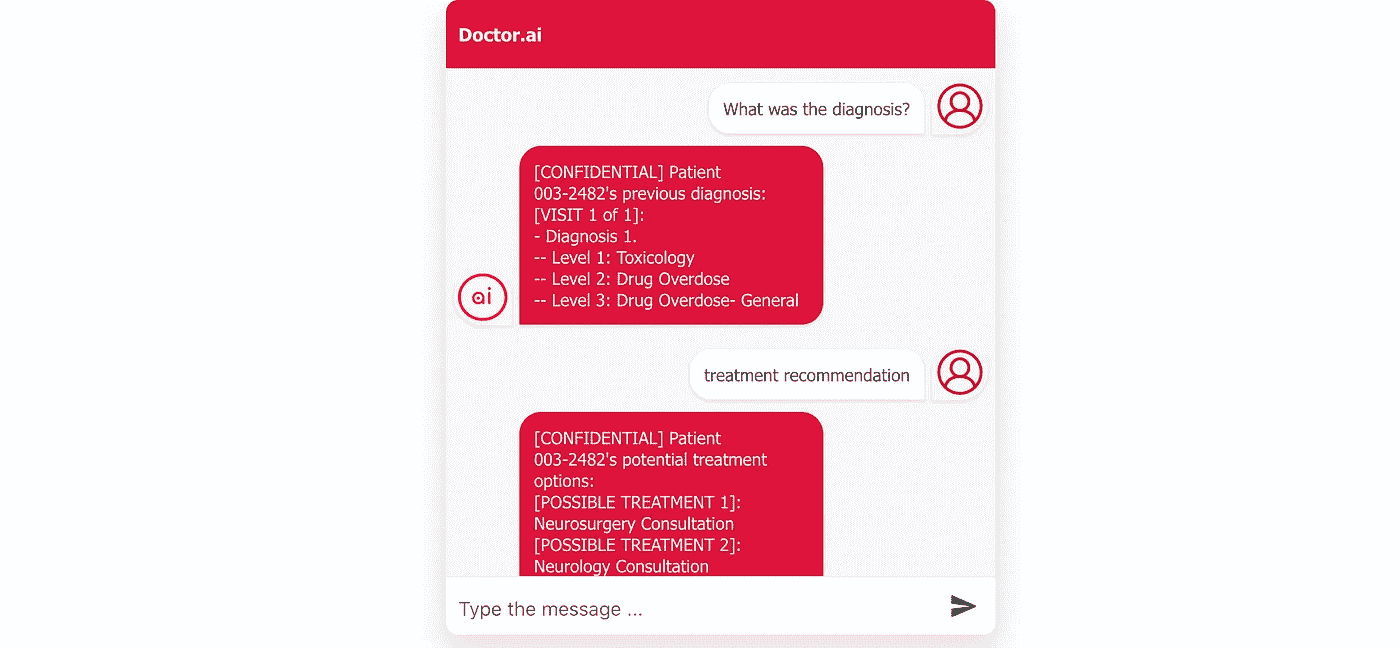 Doctor.ai
What was the diagnosis?
[CONFIDENTIAL] Patient
003-2482's previous diagnosis:
[VISIT 1 of 1]:
- Diagnosis 1.
-- Level 1: Toxicology
-- Level 2: Drug Overdose
-- Level 3: Drug Overdose- General
ai
treatment recommendation
[CONFIDENTIAL] Patient
003-2482's potential treatment
options:
[POSSIBLE TREATMENT 1]:
Neurosurgery Consultation
[POSSIBLE TREATMENT 2]:
Neurology Consultation
Type the message ...